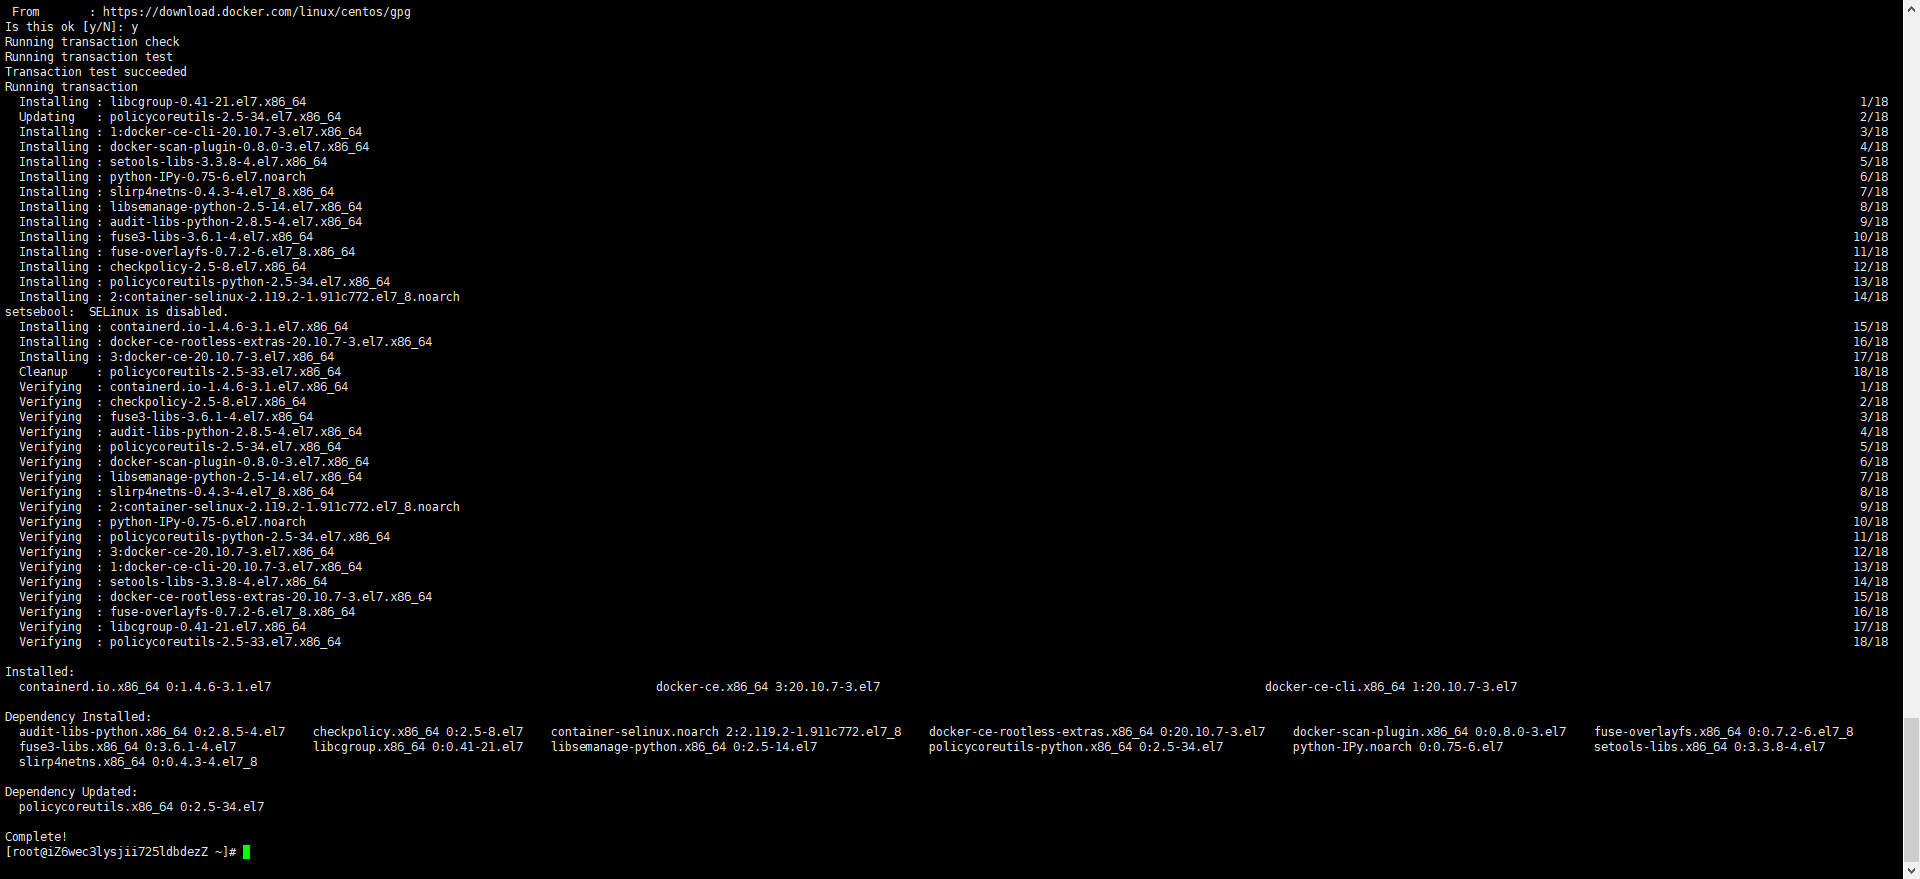 From       : https://download.docker.com/linux/centos/gpg
Is this ok [y/N]: y
Running transaction check
Running transaction test
Transaction test succeeded
Running transaction
  Installing : libcgroup-0.41-21.el7.x86_64 1/18
  Updating   : policycoreutils-2.5-34.el7.x86_64 2/18
  Installing : 1:docker-ce-cli-20.10.7-3.el7.x86_64 3/18
  Installing : docker-scan-plugin-0.8.0-3.el7.x86_64 4/18
  Installing : setools-libs-3.3.8-4.el7.x86_64 5/18
  Installing : python-IPy-0.75-6.el7.noarch 6/18
  Installing : slirp4netns-0.4.3-4.el7_8.x86_64 7/18
  Installing : libsemanage-python-2.5-14.el7.x86_64 8/18
  Installing : audit-libs-python-2.8.5-4.el7.x86_64 9/18
  Installing : fuse3-libs-3.6.1-4.el7.x86_64 10/18
  Installing : fuse-overlayfs-0.7.2-6.el7_8.x86_64 11/18
  Installing : checkpolicy-2.5-8.el7.x86_64 12/18
  Installing : policycoreutils-python-2.5-34.el7.x86_64 13/18
  Installing : 2:container-selinux-2.119.2-1.911c772.el7_8.noarch 14/18
setsebool:  SELinux is disabled.
  Installing : containerd.io-1.4.6-3.1.el7.x86_64 15/18
  Installing : docker-ce-rootless-extras-20.10.7-3.el7.x86_64 16/18
  Installing : 3:docker-ce-20.10.7-3.el7.x86_64 17/18
  Cleanup    : policycoreutils-2.5-33.el7.x86_64 18/18
  Verifying  : containerd.io-1.4.6-3.1.el7.x86_64 1/18
  Verifying  : checkpolicy-2.5-8.el7.x86_64 2/18
  Verifying  : fuse3-libs-3.6.1-4.el7.x86_64 3/18
  Verifying  : audit-libs-python-2.8.5-4.el7.x86_64 4/18
  Verifying  : policycoreutils-2.5-34.el7.x86_64 5/18
  Verifying  : docker-scan-plugin-0.8.0-3.el7.x86_64 6/18
  Verifying  : libsemanage-python-2.5-14.el7.x86_64 7/18
  Verifying  : slirp4netns-0.4.3-4.el7_8.x86_64 8/18
  Verifying  : 2:container-selinux-2.119.2-1.911c772.el7_8.noarch 9/18
  Verifying  : python-IPy-0.75-6.el7.noarch 10/18
  Verifying  : policycoreutils-python-2.5-34.el7.x86_64 11/18
  Verifying  : 3:docker-ce-20.10.7-3.el7.x86_64 12/18
  Verifying  : 1:docker-ce-cli-20.10.7-3.el7.x86_64 13/18
  Verifying  : setools-libs-3.3.8-4.el7.x86_64 14/18
  Verifying  : docker-ce-rootless-extras-20.10.7-3.el7.x86_64 15/18
  Verifying  : fuse-overlayfs-0.7.2-6.el7_8.x86_64 16/18
  Verifying  : libcgroup-0.41-21.el7.x86_64 17/18
  Verifying  : policycoreutils-2.5-33.el7.x86_64 18/18
Installed:
  containerd.io.x86_64 0:1.4.6-3.1.el7    docker-ce.x86_64 3:20.10.7-3.el7    docker-ce-cli.x86_64 1:20.10.7-3.el7
Dependency Installed:
  audit-libs-python.x86_64 0:2.8.5-4.el7    checkpolicy.x86_64 0:2.5-8.el7    container-selinux.noarch 2:2.119.2-1.911c772.el7_8    docker-ce-rootless-extras.x86_64 0:20.10.7-3.el7    docker-scan-plugin.x86_64 0:0.8.0-3.el7    fuse-overlayfs.x86_64 0:0.7.2-6.el7_8
  fuse3-libs.x86_64 0:3.6.1-4.el7    libcgroup.x86_64 0:0.41-21.el7    libsemanage-python.x86_64 0:2.5-14.el7    policycoreutils-python.x86_64 0:2.5-34.el7    python-IPy.noarch 0:0.75-6.el7    setools-libs.x86_64 0:3.3.8-4.el7
  slirp4netns.x86_64 0:0.4.3-4.el7_8
Dependency Updated:
  policycoreutils.x86_64 0:2.5-34.el7
Complete!
[root@iZ6wec3lysjii725ldbdezZ ~]#